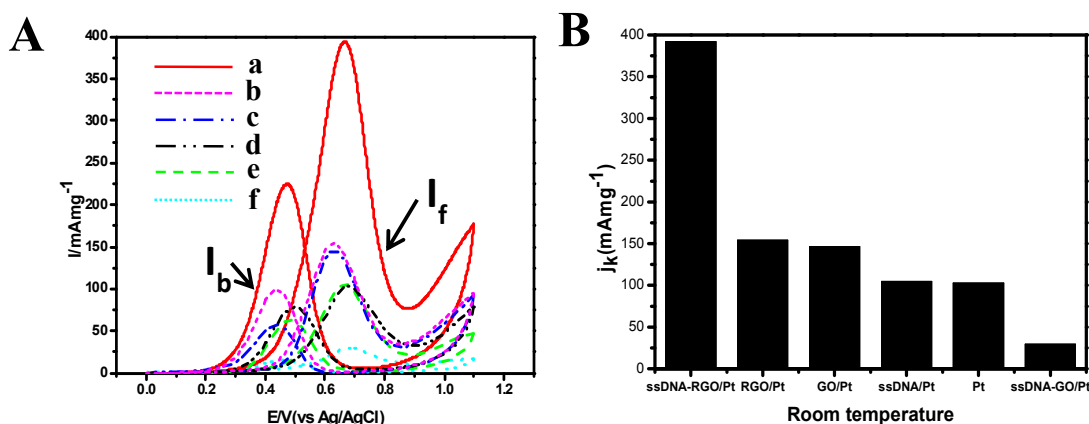 A
400
350
300
250
200
150
100
50
0
I/mAmg-1
a
b
c
d
e
f
Ib
If
0.0 0.2 0.4 0.6 0.8 1.0 1.2
E/V(vs Ag/AgCl)
B
400
350
300
250
200
150
100
50
0
jk(mAmg-1)
ssDNA-RGO/Pt RGO/Pt GO/Pt ssDNA/Pt Pt ssDNA-GO/Pt
Room temperature